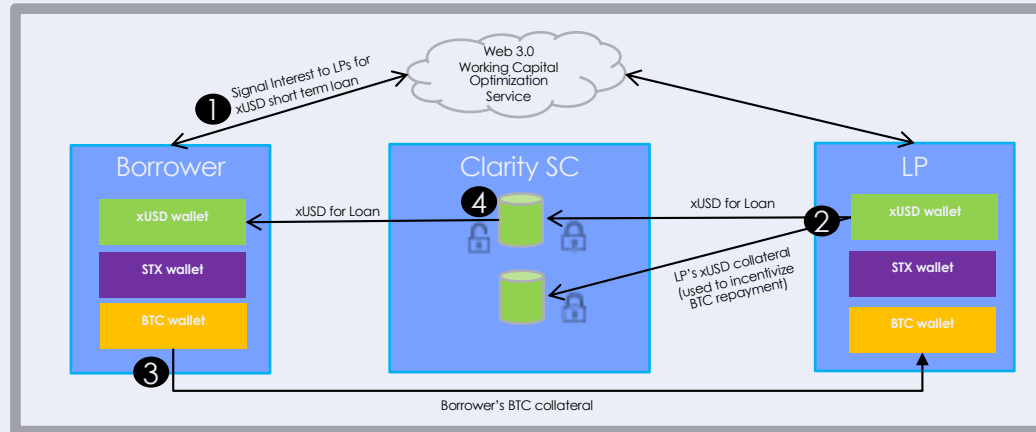 Web 3.0
Working Capital
Optimization
Service
Signal Interest to LPs for
xUSD short term loan
1
Borrower
xUSD wallet
STX wallet
BTC wallet
3
Clarity SC
4
xUSD for Loan
xUSD for Loan
LP's xUSD collateral
(used to incentivize
BTC repayment)
LP
2
xUSD wallet
STX wallet
BTC wallet
Borrower's BTC collateral